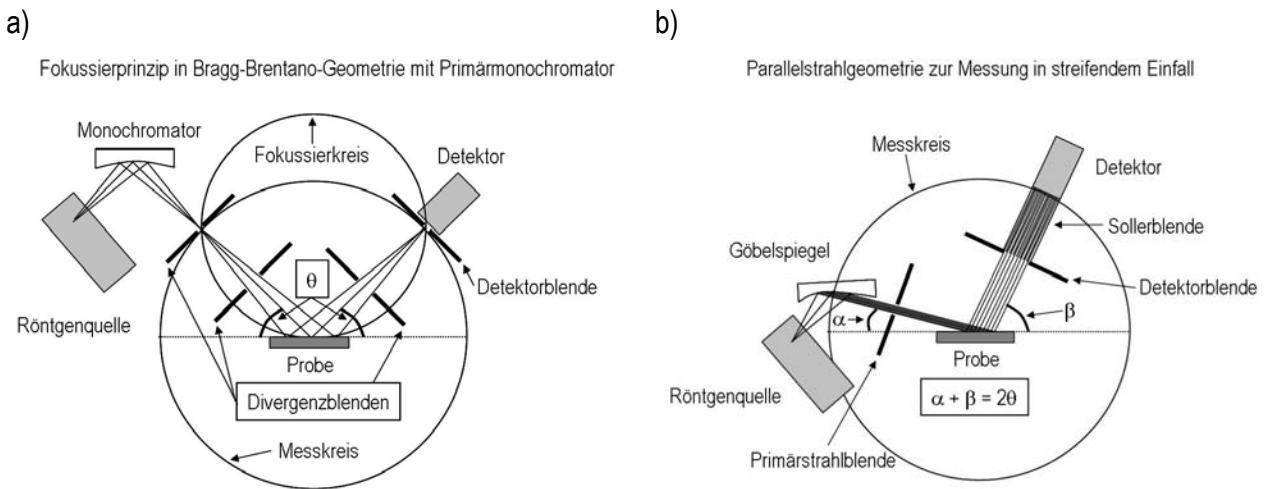 a)
Fokussierprinzip in Bragg-Brentano-Geometrie mit Primärmonochromator
Monochromator
Fokussierkreis
Detektor
θ
Detektorblende
Röntgenquelle
Probe
Divergenzblenden
Messkreis
b)
Parallelstrahlgeometrie zur Messung in streifendem Einfall
Messkreis
Detektor
Sollerblende
Göbelspiegel
Detektorblende
α
β
Probe
Röntgenquelle
α + β = 2θ
Primärstrahlblende